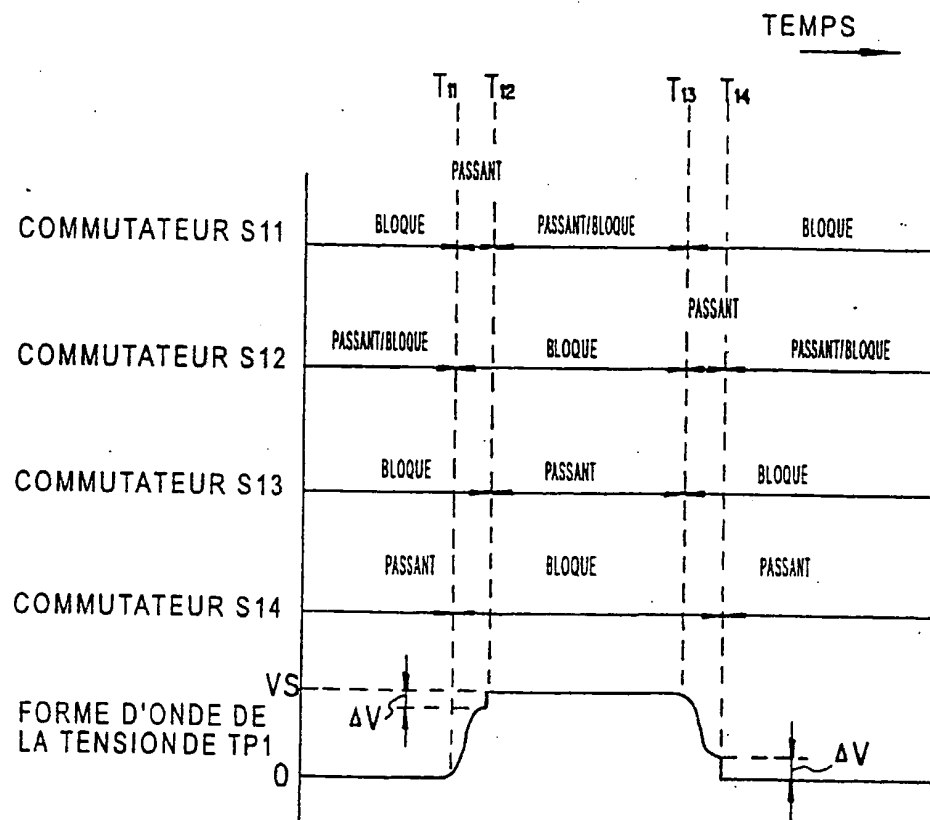 TEMPS
T11 T12 T13 T14
PASSANT
COMMUTATEUR S11 BLOQUE PASSANT/BLOQUE BLOQUE
PASSANT
COMMUTATEUR S12 PASSANT/BLOQUE BLOQUE PASSANT/BLOQUE
COMMUTATEUR S13 BLOQUE PASSANT BLOQUE
PASSANT BLOQUE PASSANT
COMMUTATEUR S14
VS
FORME D'ONDE DE
LA TENSIONDE TP1
ΔV
ΔV
0